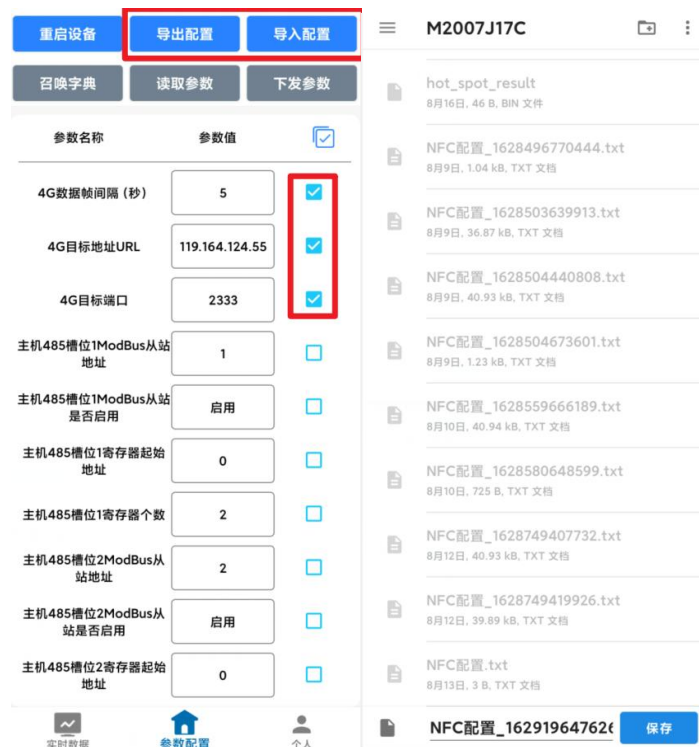 重启设备
导出配置
导入配置
召唤字典
读取参数
下发参数
参数名称
参数值
4G数据帧间隔 (秒)
5
4G目标地址URL
119.164.124.55
4G目标端口
2333
主机485槽位1ModBus从站
地址
1
主机485槽位1ModBus从站
是否启用
启用
主机485槽位1寄存器起始
地址
0
主机485槽位1寄存器个数
2
主机485槽位2ModBus从
站地址
2
主机485槽位2ModBus从
站是否启用
启用
主机485槽位2寄存器起始
地址
0
实时数据
参数配置
个人
M2007J17C
hot_spot_result
8月16日, 46 B, BIN 文件
NFC配置_1628496770444.txt
8月9日, 1.04 kB, TXT 文档
NFC配置_1628503639913.txt
8月9日, 36.87 kB, TXT 文档
NFC配置_1628504440808.txt
8月9日, 40.93 kB, TXT 文档
NFC配置_1628504673601.txt
8月9日, 1.23 kB, TXT 文档
NFC配置_1628559666189.txt
8月10日, 40.94 kB, TXT 文档
NFC配置_1628580648599.txt
8月10日, 725 B, TXT 文档
NFC配置_1628749407732.txt
8月12日, 40.93 kB, TXT 文档
NFC配置_1628749419926.txt
8月12日, 39.89 kB, TXT 文档
NFC配置.txt
8月13日, 3 B, TXT 文档
NFC配置_16291964762
保存